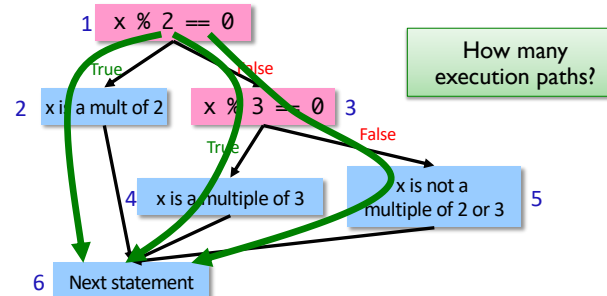 1
x % 2 == 0
How many
execution paths?
True
False
2
x is a mult of 2
x % 3 == 0
3
True
False
4
x is a multiple of 3
x is not a
multiple of 2 or 3
5
6
Next statement